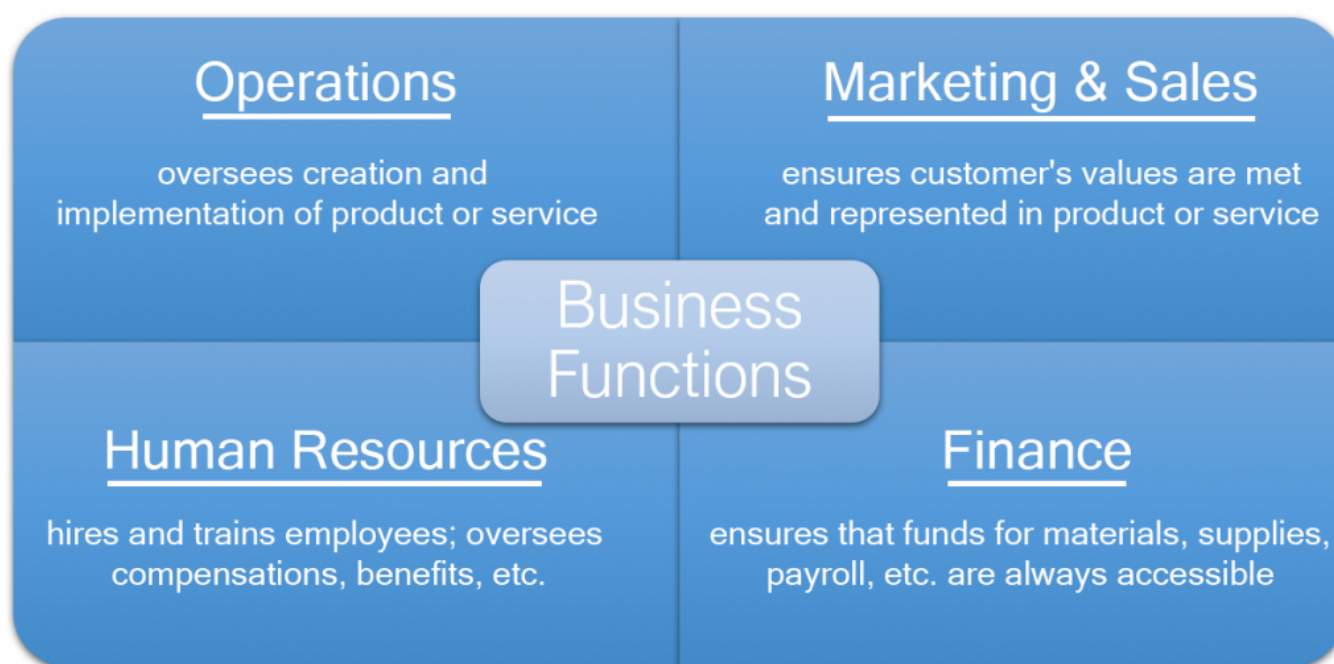 Operations
oversees creation and
implementation of product or service
Marketing & Sales
ensures customer's values are met
and represented in product or service
Business
Functions
Human Resources
hires and trains employees; oversees
compensations, benefits, etc.
Finance
ensures that funds for materials, supplies,
payroll, etc. are always accessible